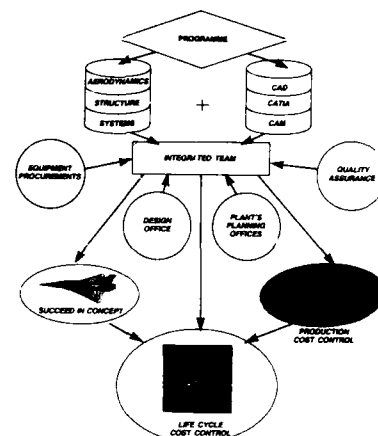 PROGRAMME
AERODYNAMICS
STRUCTURE
SYSTEMS
+
CAD
CATIA
CAM
INTEGRATED TEAM
EQUIPMENT
PROCUREMENTS
QUALITY
ASSURANCE
DESIGN
OFFICE
PLANT'S
PLANNING
OFFICES
SUCCEED IN CONCEPT
PRODUCTION
COST CONTROL
LIFE CYCLE
COST CONTROL